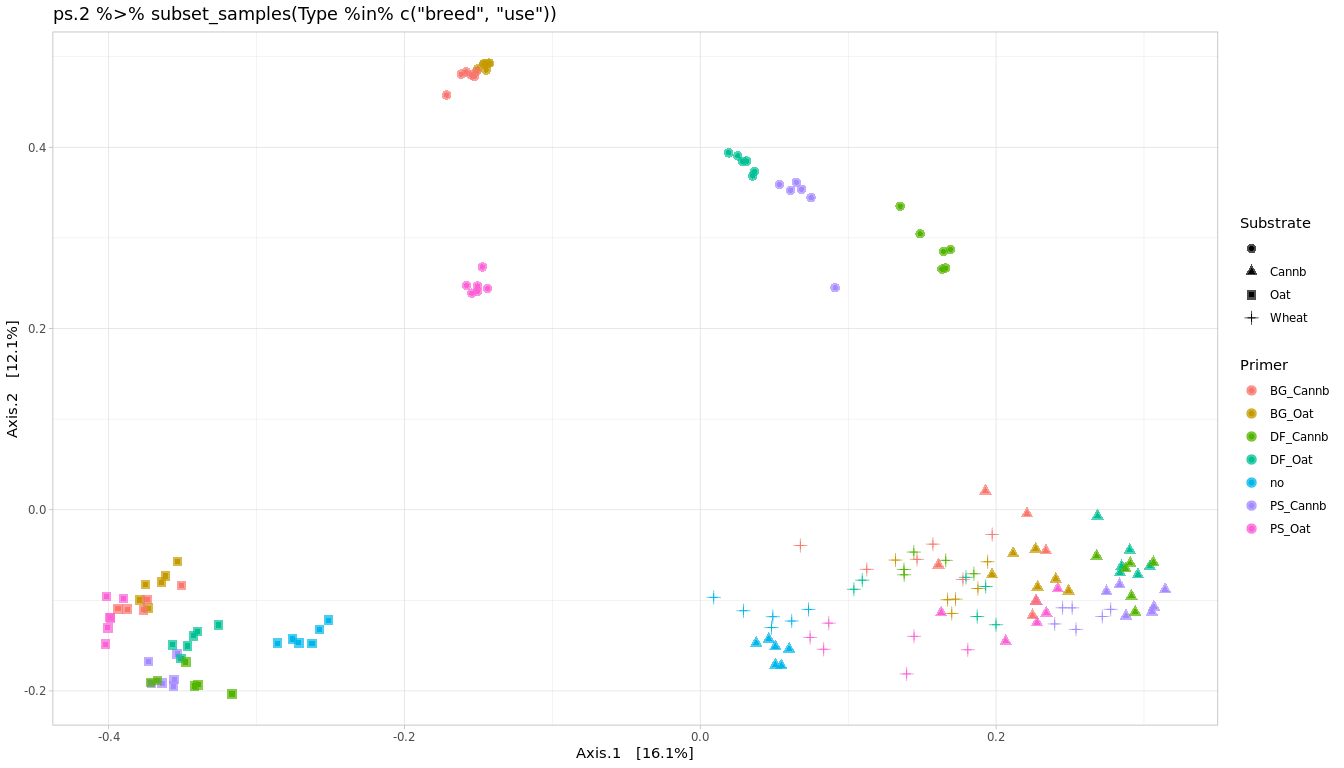 ps.2 %>% subset_samples(Type %in% c("breed", "use"))
Axis.2 [12.1%]
0.4
0.2
0.0
-0.2
-0.4
-0.2
0.0
0.2
Axis.1 [16.1%]
Substrate
Cannb
Oat
Wheat
Primer
BG_Cannb
BG_Oat
DF_Cannb
DF_Oat
no
PS_Cannb
PS_Oat